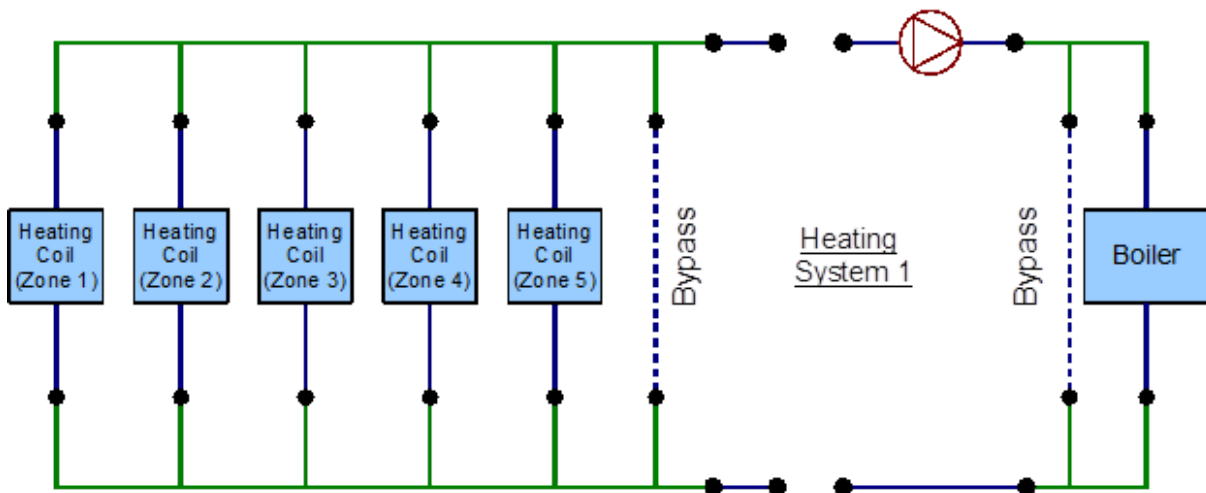 Heating
Coil
(Zone 1)
Heating
Coil
(Zone 2)
Heating
Coil
(Zone 3)
Heating
Coil
(Zone 4)
Heating
Coil
(Zone 5)
Bypass
Heating
System 1
Bypass
Boiler